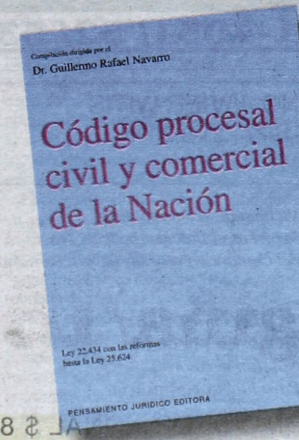 Compilación dirigida por el
Dr. Guillermo Rafael Navarro
Código procesal
civil y comercial
de la Nación
Ley 22.434 con las reformas
hasta la Ley 25.624
PENSAMIENTO JURIDICO EDITORA